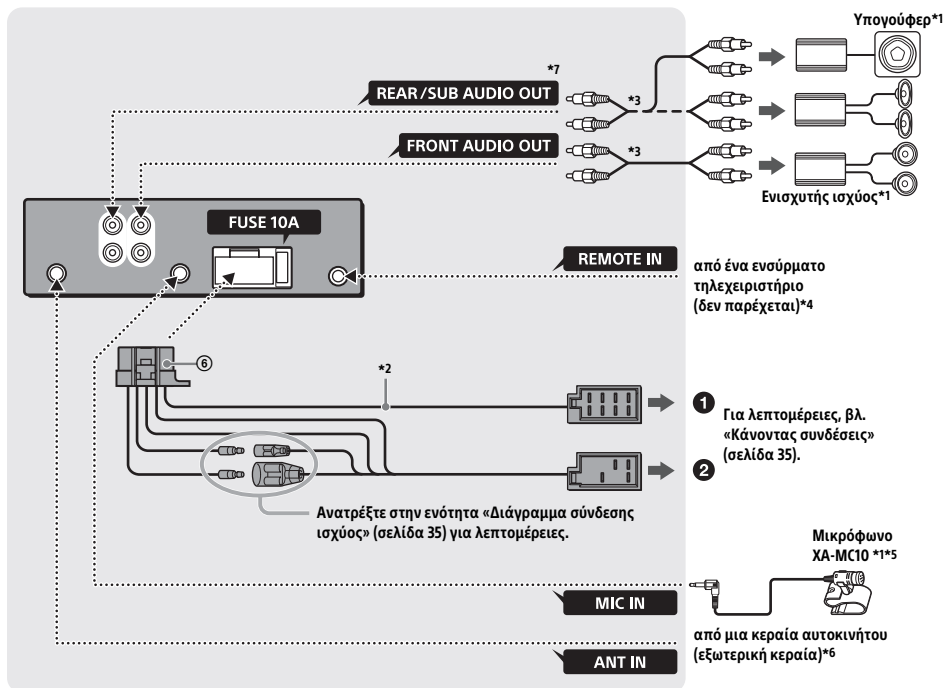 Υπογούφερ*1
*7
REAR/SUB AUDIO OUT
*3
FRONT AUDIO OUT
*3
Ενισχυτής ισχύος*1
FUSE 10A
REMOTE IN
από ένα ενσύρματο
τηλεχειριστήριο
(δεν παρέχεται)*4
⑥
*2
❶
Για λεπτομέρειες, βλ.
«Κάνοντας συνδέσεις»
(σελίδα 35).
❷
Ανατρέξτε στην ενότητα «Διάγραμμα σύνδεσης
ισχύος» (σελίδα 35) για λεπτομέρειες.
Μικρόφωνο
XA-MC10 *1*5
MIC IN
από μια κεραία αυτοκινήτου
(εξωτερική κεραία)*6
ANT IN